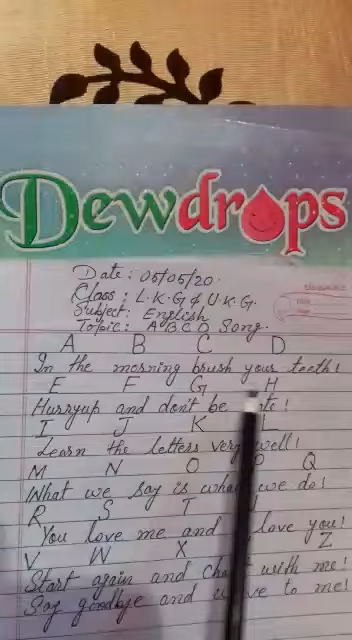 Dewdrops
Date: 05/05/20.
Class: L.K.G & U.K.G.
Subject: English
Topic: A B C D Song.
A B C D
In the morning brush your teeth!
E F G H
Hurryup and don't be !
I J K L
Learn the letters very well!
M N O P Q
What we say is what we do!
R S T
You love me and love you!
V W X Z
Start again and with me!
Say goodbye and to me!